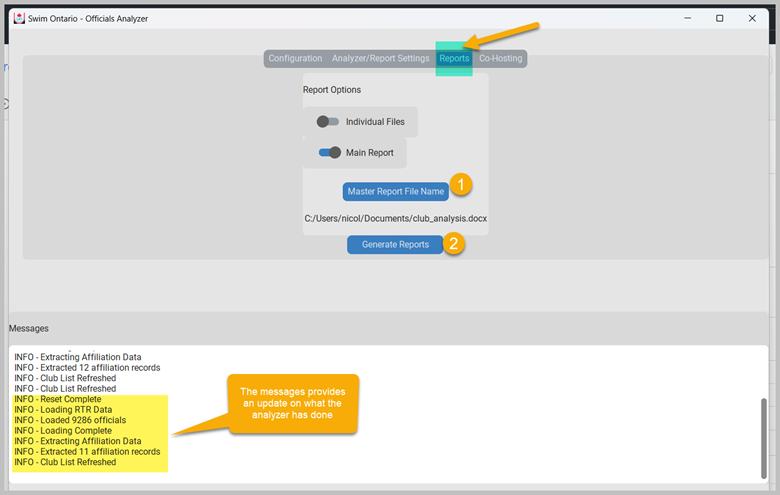 Swim Ontario - Officials Analyzer
Configuration Analyzer/Report Settings Reports Co-Hosting
Report Options
Individual Files
Main Report
Master Report File Name
1
C:/Users/nicol/Documents/club_analysis.docx
Generate Reports
2
Messages
INFO - Extracting Affiliation Data
INFO - Extracted 12 affiliation records
INFO - Club List Refreshed
INFO - Club List Refreshed
INFO - Reset Complete
INFO - Loading RTR Data
INFO - Loaded 9286 officials
INFO - Loading Complete
INFO - Extracting Affiliation Data
INFO - Extracted 11 affiliation records
INFO - Club List Refreshed
The messages provides
an update on what the
analyzer has done